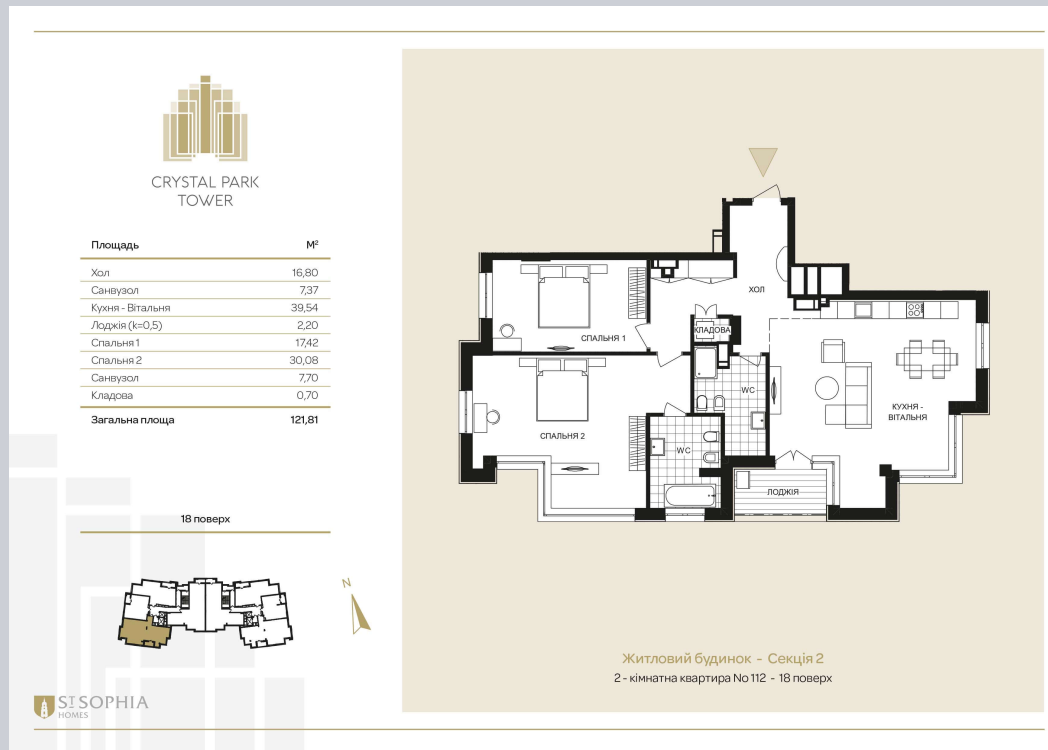 CRYSTAL PARK
TOWER
Площадь М²
Хол 16,80
Санвузол 7,37
Кухня - Вітальня 39,54
Лоджія (k=0,5) 2,20
Спальня 1 17,42
Спальня 2 30,08
Санвузол 7,70
Кладова 0,70
Загальна площа 121,81
18 поверх
N
ST SOPHIA
HOMES
ХОЛ
СПАЛЬНЯ 1
КЛАДОВА
WC
КУХНЯ -
ВІТАЛЬНЯ
СПАЛЬНЯ 2
WC
ЛОДЖІЯ
Житловий будинок - Секція 2
2 - кімнатна квартира No 112 - 18 поверх